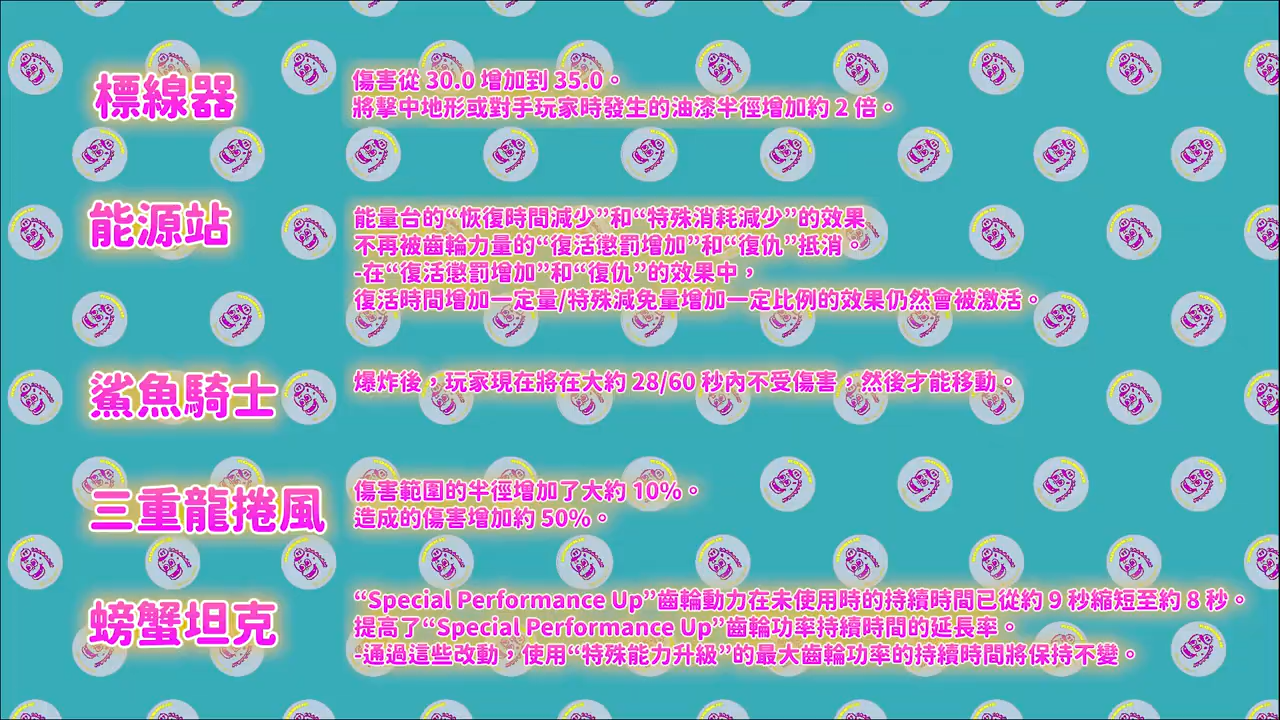 標線器
傷害從 30.0 增加到 35.0。
將擊中地形或對手玩家時發生的油漆半徑增加約 2 倍。
能源站
能量台的“恢復時間減少”和“特殊消耗減少”的效果
不再被齒輪力量的“復活懲罰增加”和“復仇”抵消。
-在“復活懲罰增加”和“復仇”的效果中，
復活時間增加一定量/特殊減免量增加一定比例的效果仍然會被激活。
鯊魚騎士
爆炸後，玩家現在將在大約 28/60 秒內不受傷害，然後才能移動。
三重龍捲風
傷害範圍的半徑增加了大約 10%。
造成的傷害增加約 50%。
螃蟹坦克
“Special Performance Up”齒輪動力在未使用時的持續時間已從約 9 秒縮短至約 8 秒。
提高了“Special Performance Up”齒輪功率持續時間的延長率。
-通過這些改動，使用“特殊能力升級”的最大齒輪功率的持續時間將保持不變。